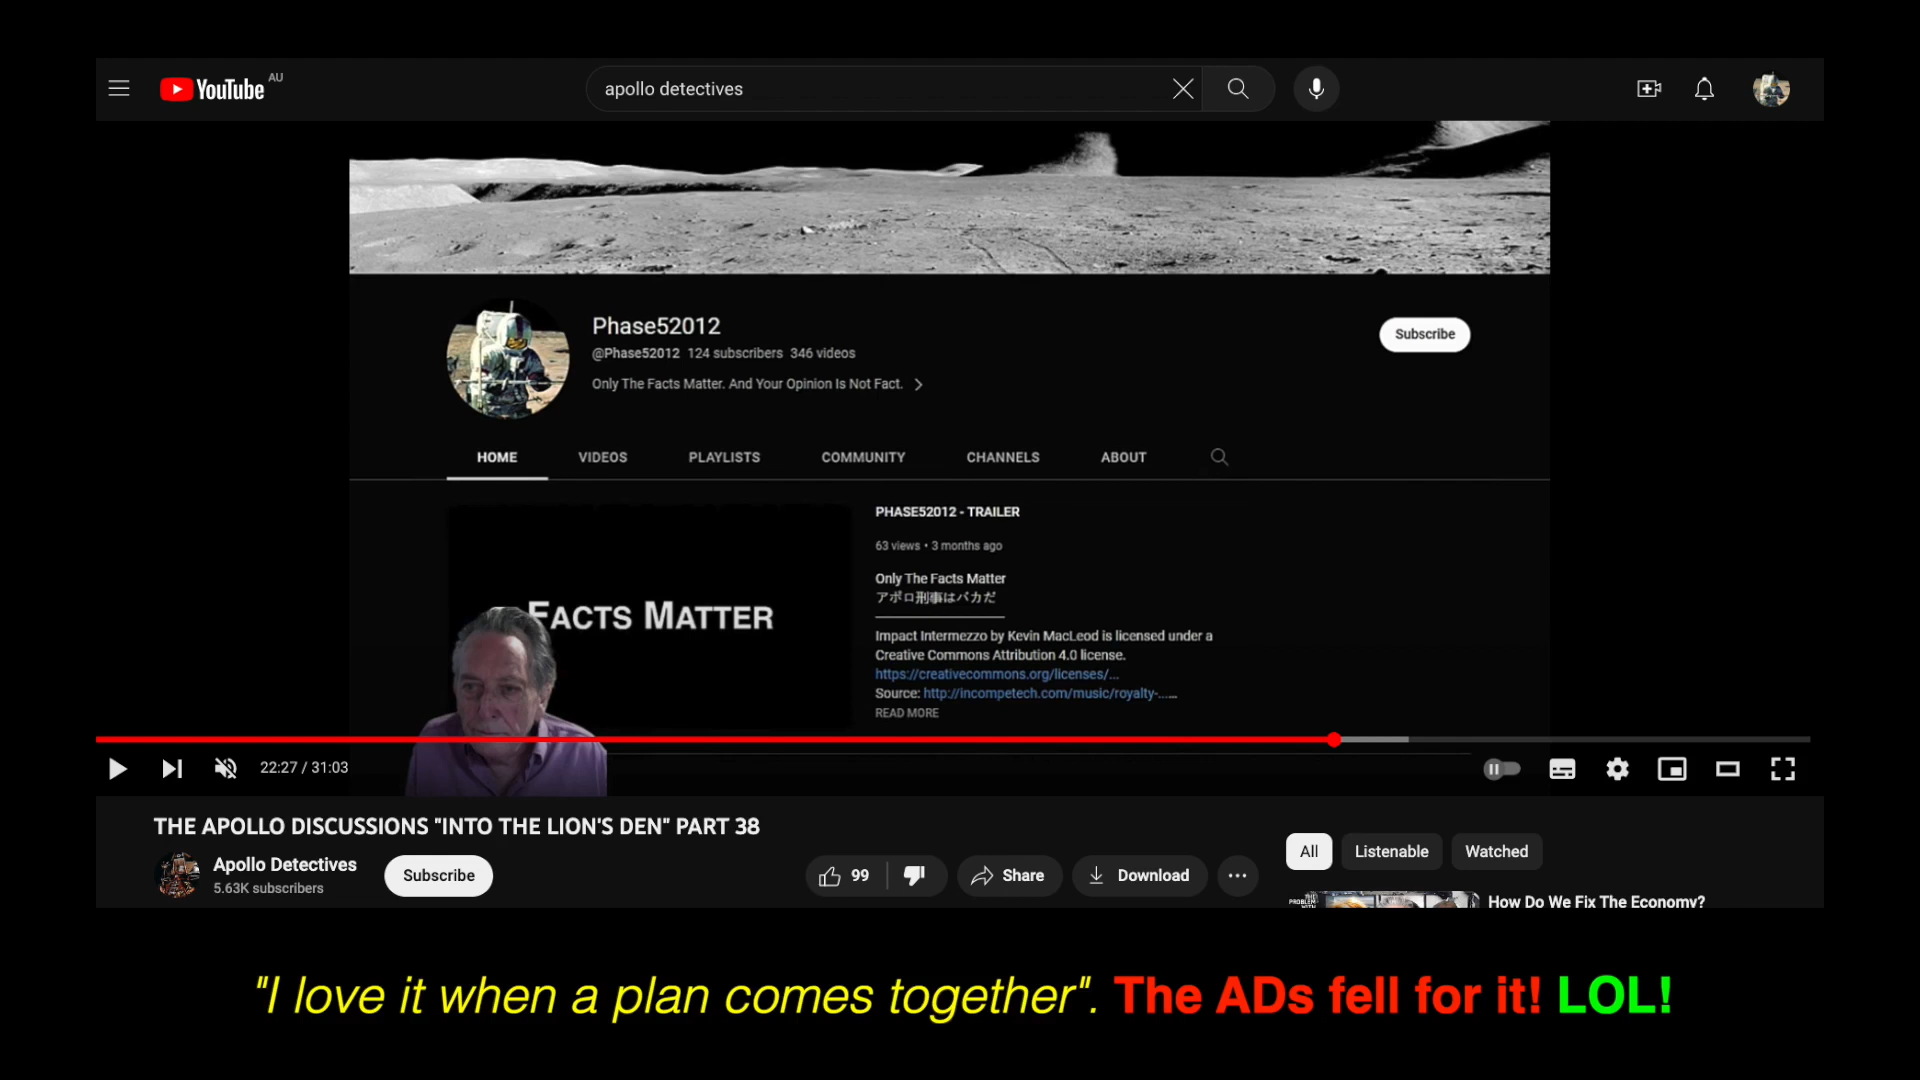 YouTube AU
apollo detectives
Phase52012
@Phase52012 124 subscribers 346 videos
Only The Facts Matter. And Your Opinion Is Not Fact.
Subscribe
HOME VIDEOS PLAYLISTS COMMUNITY CHANNELS ABOUT
FACTS MATTER
PHASE52012 - TRAILER
63 views • 3 months ago
Only The Facts Matter
アポロ刑事はバカだ
Impact Intermezzo by Kevin MacLeod is licensed under a
Creative Commons Attribution 4.0 license.
https://creativecommons.org/licenses/...
Source: http://incompetech.com/music/royalty-......
READ MORE
22:27 / 31:03
THE APOLLO DISCUSSIONS "INTO THE LION'S DEN" PART 38
Apollo Detectives
5.63K subscribers
Subscribe
99
Share
Download
All Listenable Watched
THE
PROBLEM
WITH
How Do We Fix The Economy?
"I love it when a plan comes together". The ADs fell for it! LOL!